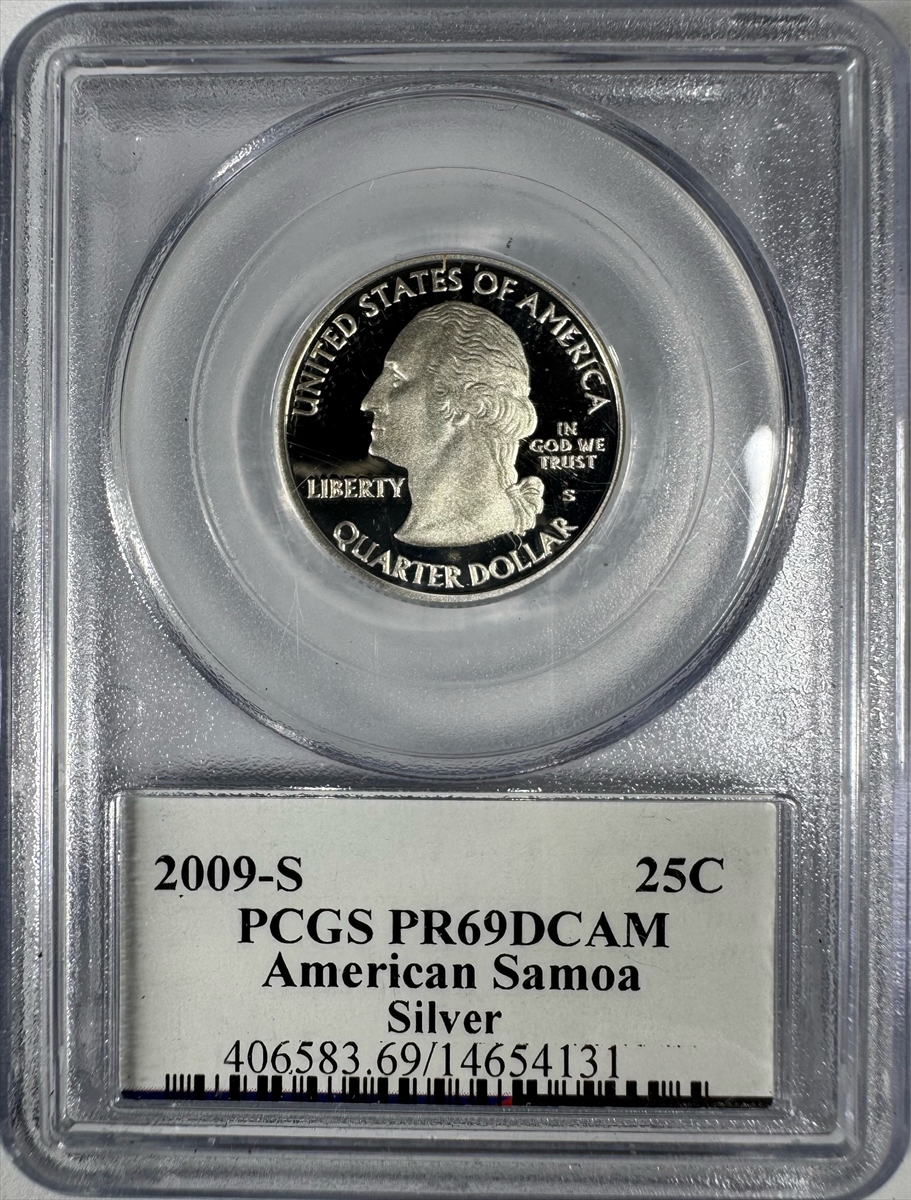 UNITED STATES OF AMERICA
IN
GOD WE
TRUST
LIBERTY
S
QUARTER DOLLAR
2009-S 25C
PCGS PR69DCAM
American Samoa
Silver
406583.69/14654131